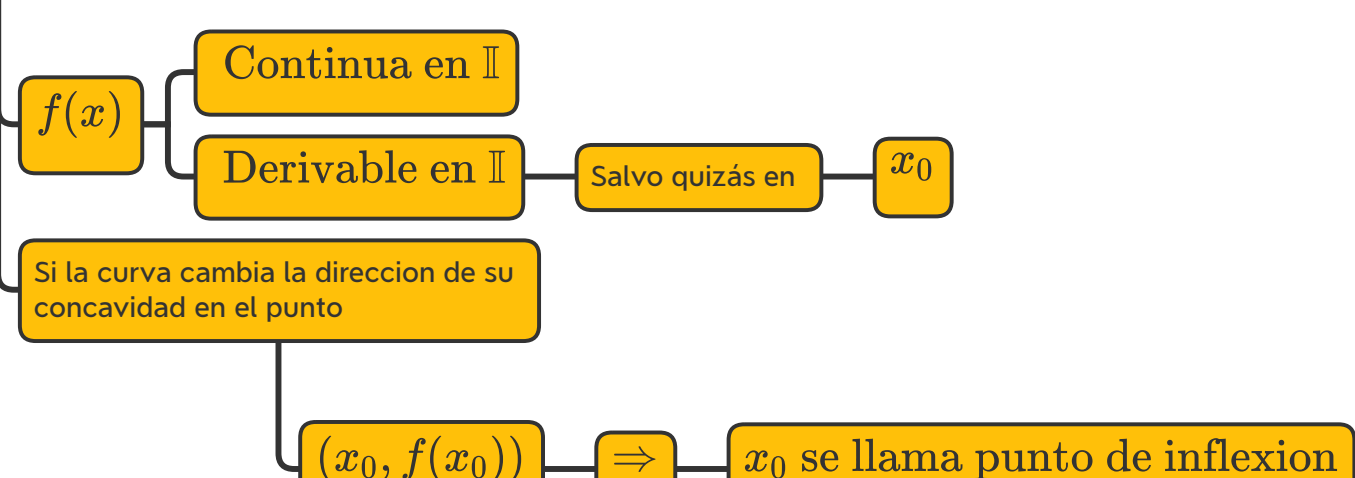 f(x)
Continua en 𝕀
Derivable en 𝕀
Salvo quizás en
x₀
Si la curva cambia la direccion de su
concavidad en el punto
(x₀, f(x₀))
⇒
x₀ se llama punto de inflexion